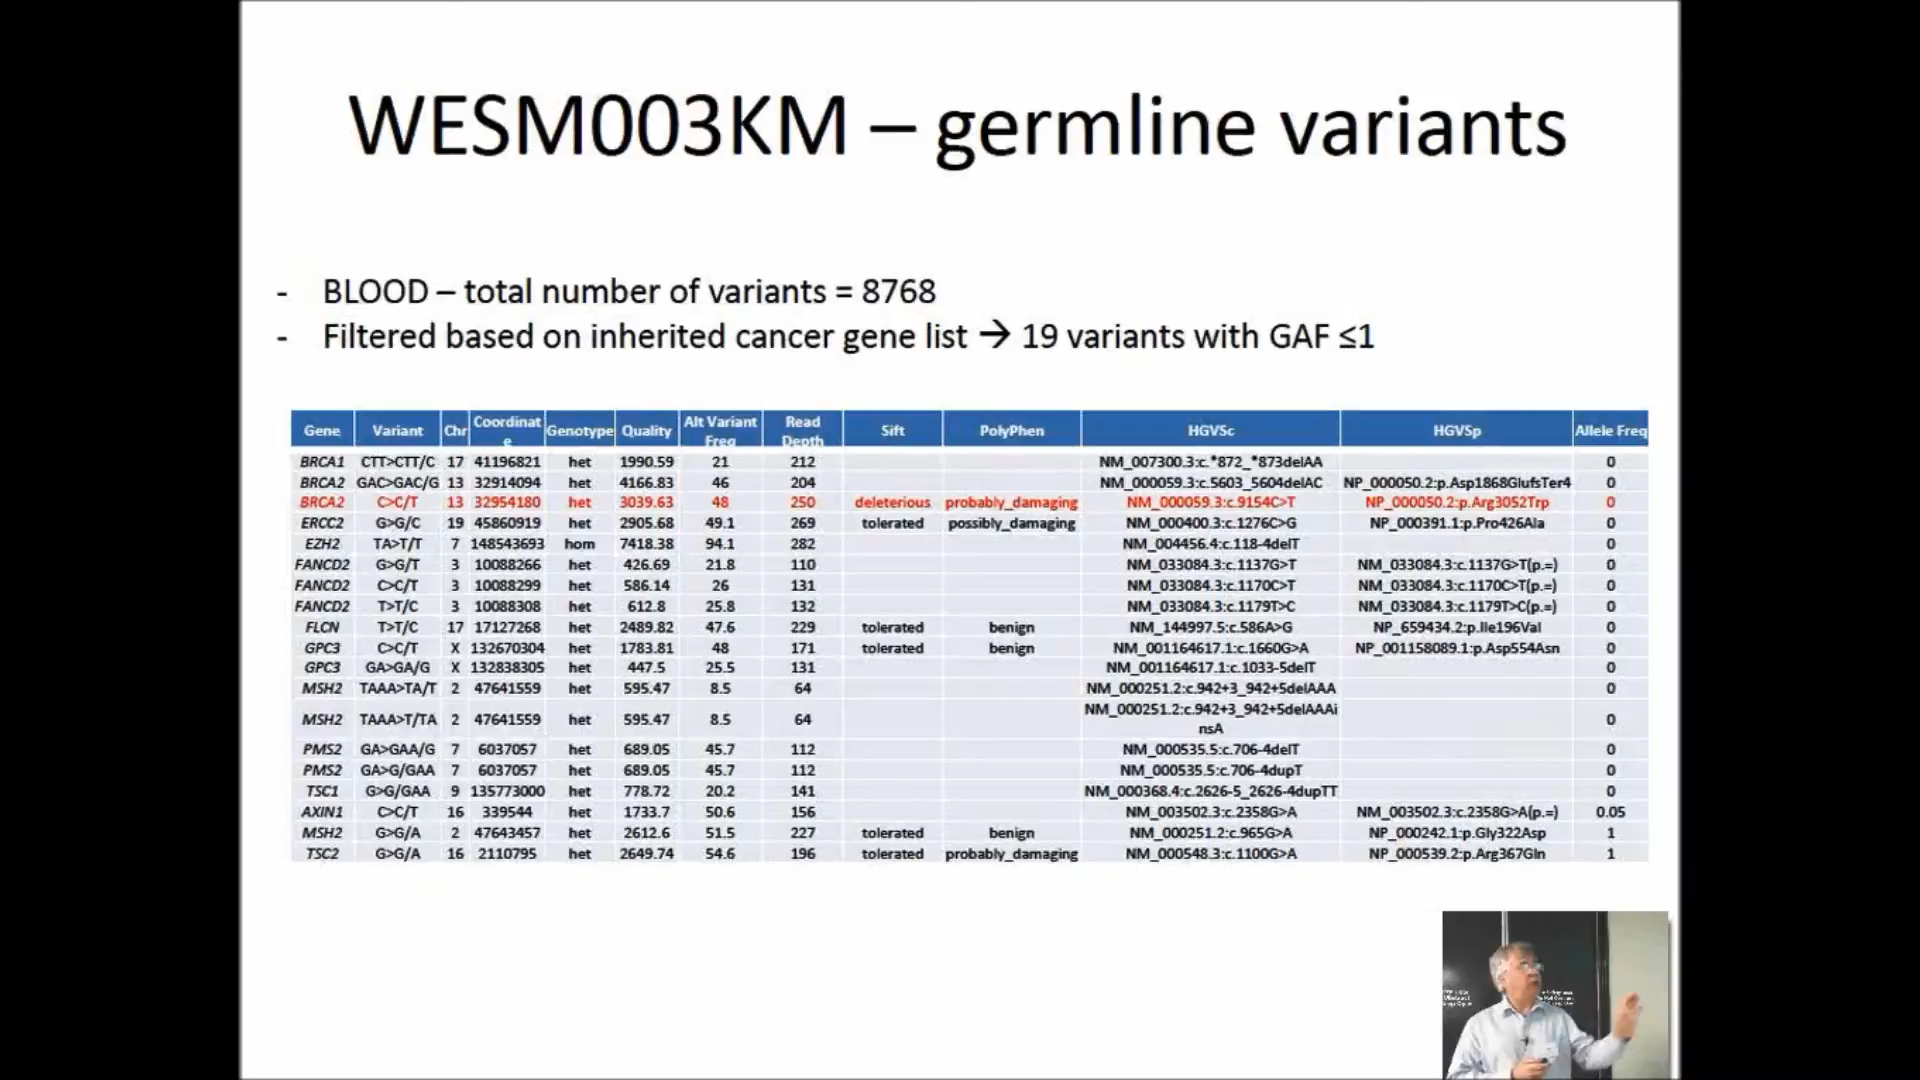 WESM003KM – germline variants
- BLOOD – total number of variants = 8768
- Filtered based on inherited cancer gene list → 19 variants with GAF ≤1
Gene Variant Chr Coordinate Genotype Quality Alt Variant Freq Read Depth Sift PolyPhen HGVSc HGVSp Allele Freq
BRCA1 CTT>CTT/C 17 41196821 het 1990.59 21 212 NM_007300.3:c.*872_*873delAA 0
BRCA2 GAC>GAC/G 13 32914094 het 4166.83 46 204 NM_000059.3:c.5603_5604delAC NP_000050.2:p.Asp1868GlufsTer4 0
BRCA2 C>C/T 13 32954180 het 3039.63 48 250 deleterious probably_damaging NM_000059.3:c.9154C>T NP_000050.2:p.Arg3052Trp 0
ERCC2 G>G/C 19 45860919 het 2905.68 49.1 269 tolerated possibly_damaging NM_000400.3:c.1276C>G NP_000391.1:p.Pro426Ala 0
EZH2 TA>T/T 7 148543693 hom 7418.38 94.1 282 NM_004456.4:c.118-4delT 0
FANCD2 G>G/T 3 10088266 het 426.69 21.8 110 NM_033084.3:c.1137G>T NM_033084.3:c.1137G>T(p.=) 0
FANCD2 C>C/T 3 10088299 het 586.14 26 131 NM_033084.3:c.1170C>T NM_033084.3:c.1170C>T(p.=) 0
FANCD2 T>T/C 3 10088308 het 612.8 25.8 132 NM_033084.3:c.1179T>C NM_033084.3:c.1179T>C(p.=) 0
FLCN T>T/C 17 17127268 het 2489.82 47.6 229 tolerated benign NM_144997.5:c.586A>G NP_659434.2:p.Ile196Val 0
GPC3 C>C/T X 132670304 het 1783.81 48 171 tolerated benign NM_001164617.1:c.1660G>A NP_001158089.1:p.Asp554Asn 0
GPC3 GA>GA/G X 132838305 het 447.5 25.5 131 NM_001164617.1:c.1033-5delT 0
MSH2 TAAA>TA/T 2 47641559 het 595.47 8.5 64 NM_000251.2:c.942+3_942+5delAAA 0
MSH2 TAAA>T/TA 2 47641559 het 595.47 8.5 64 NM_000251.2:c.942+3_942+5delAAAinsA 0
PMS2 GA>GAA/G 7 6037057 het 689.05 45.7 112 NM_000535.5:c.706-4delT 0
PMS2 GA>G/GAA 7 6037057 het 689.05 45.7 112 NM_000535.5:c.706-4dupT 0
TSC1 G>G/GAA 9 135773000 het 778.72 20.2 141 NM_000368.4:c.2626-5_2626-4dupTT 0
AXIN1 C>C/T 16 339544 het 1733.7 50.6 156 NM_003502.3:c.2358G>A NM_003502.3:c.2358G>A(p.=) 0.05
MSH2 G>G/A 2 47643457 het 2612.6 51.5 227 tolerated benign NM_000251.2:c.965G>A NP_000242.1:p.Gly322Asp 1
TSC2 G>G/A 16 2110795 het 2649.74 54.6 196 tolerated probably_damaging NM_000548.3:c.1100G>A NP_000539.2:p.Arg367Gln 1